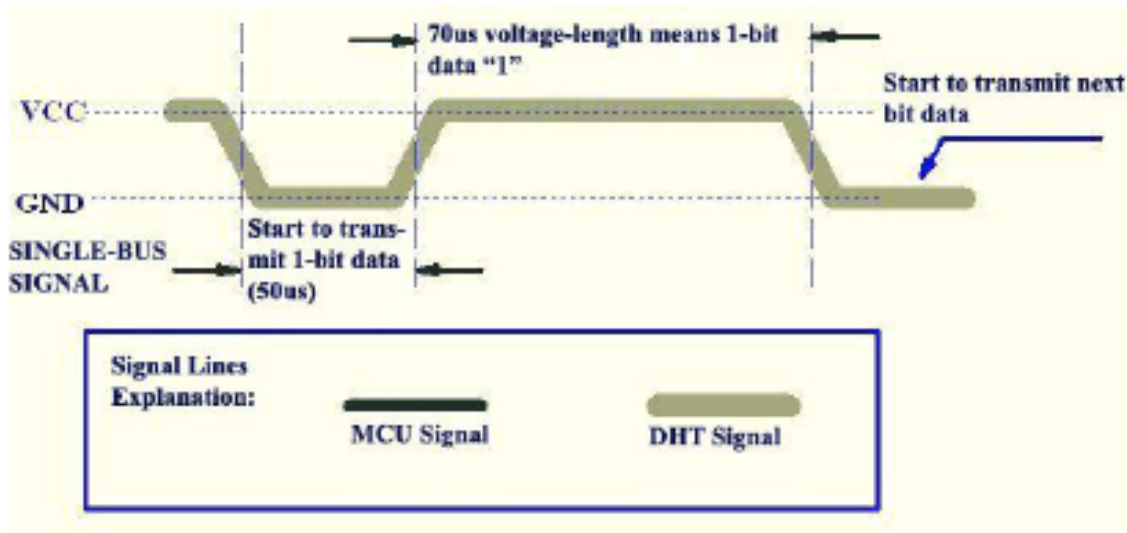 70us voltage-length means 1-bit
data “1”
Start to transmit next
bit data
VCC
GND
Start to trans-
mit 1-bit data
(50us)
SINGLE-BUS
SIGNAL
Signal Lines
Explanation:
MCU Signal
DHT Signal